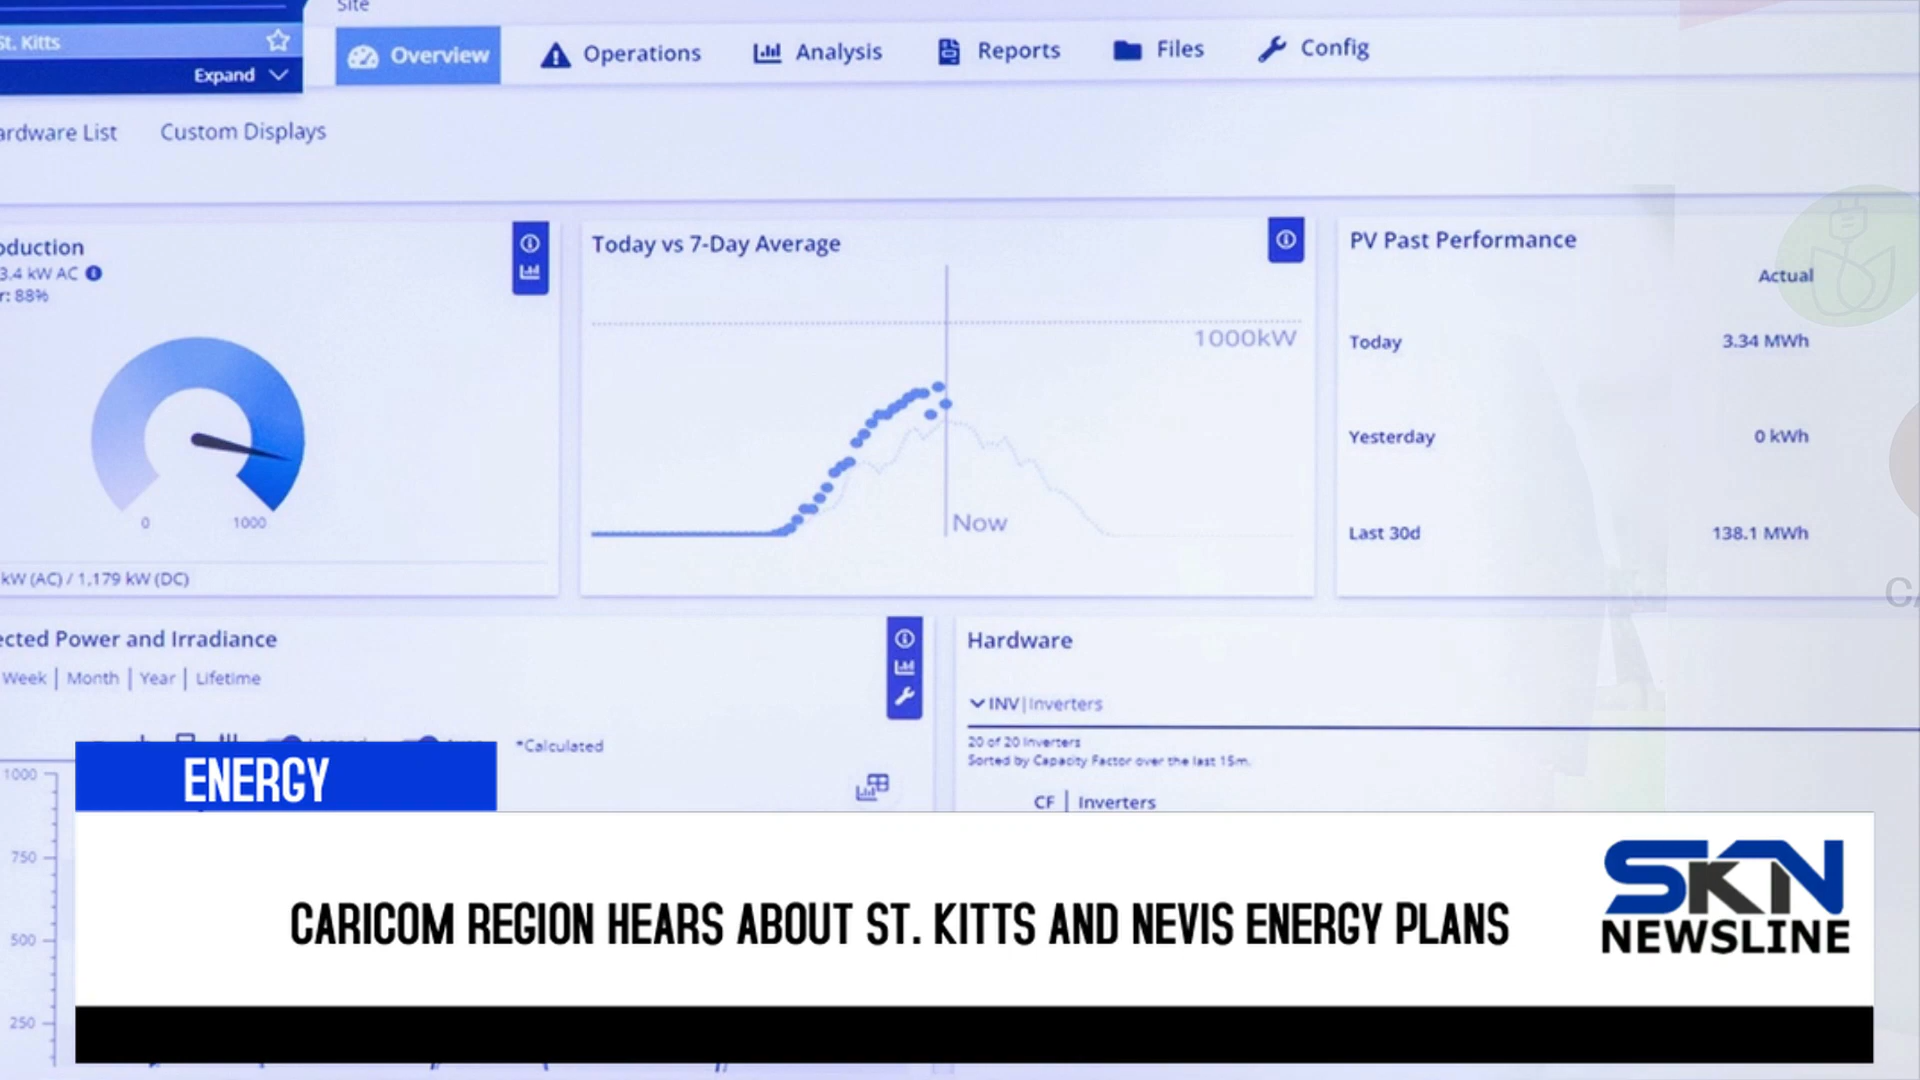 Site
St. Kitts
Expand
Overview
Operations
Analysis
Reports
Files
Config
ardware List
Custom Displays
oduction
3.4 kW AC
r: 88%
0
1000
kW (AC) / 1,179 kW (DC)
Today vs 7-Day Average
1000kW
Now
PV Past Performance
Actual
Today 3.34 MWh
Yesterday 0 kWh
Last 30d 138.1 MWh
ected Power and Irradiance
Week | Month | Year | Lifetime
*Calculated
1000
750
500
250
Hardware
INV | Inverters
20 of 20 Inverters
Sorted by Capacity Factor over the last 15m.
CF | Inverters
CA
ENERGY
CARICOM REGION HEARS ABOUT ST. KITTS AND NEVIS ENERGY PLANS
SKN
NEWSLINE